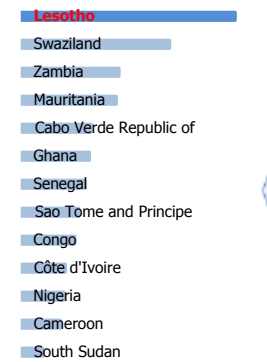 Lesotho
Swaziland
Zambia
Mauritania
Cabo Verde Republic of
Ghana
Senegal
Sao Tome and Principe
Congo
Côte d'Ivoire
Nigeria
Cameroon
South Sudan